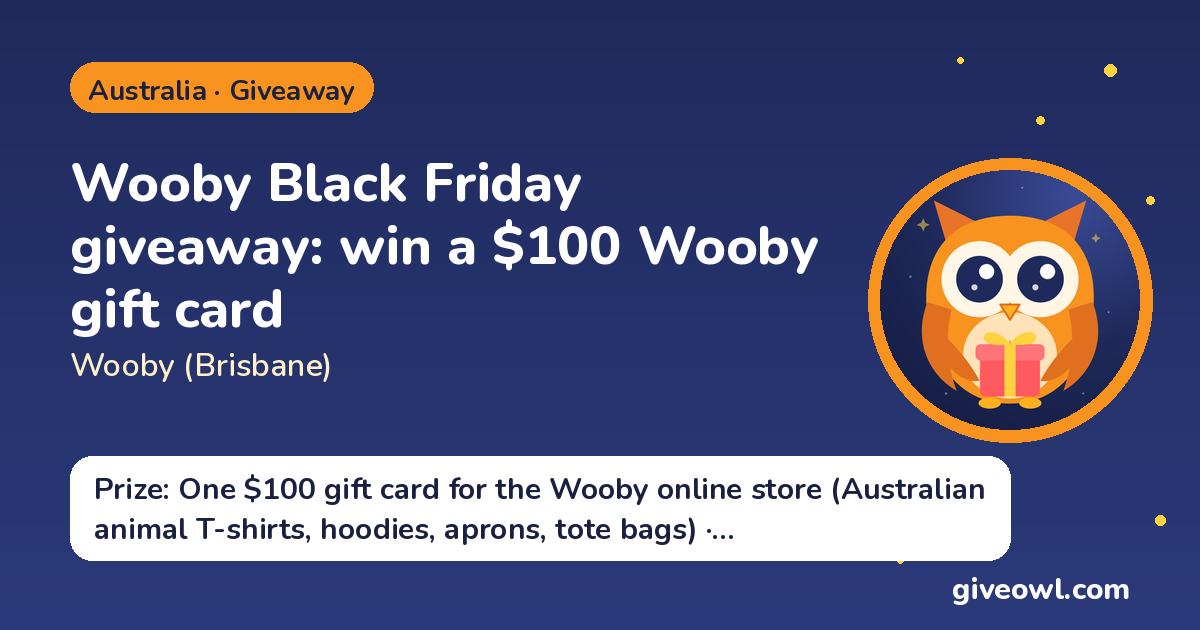 Australia · Giveaway
Wooby Black Friday
giveaway: win a $100 Wooby
gift card
Wooby (Brisbane)
Prize: One $100 gift card for the Wooby online store (Australian
animal T-shirts, hoodies, aprons, tote bags) ·...
giveowl.com